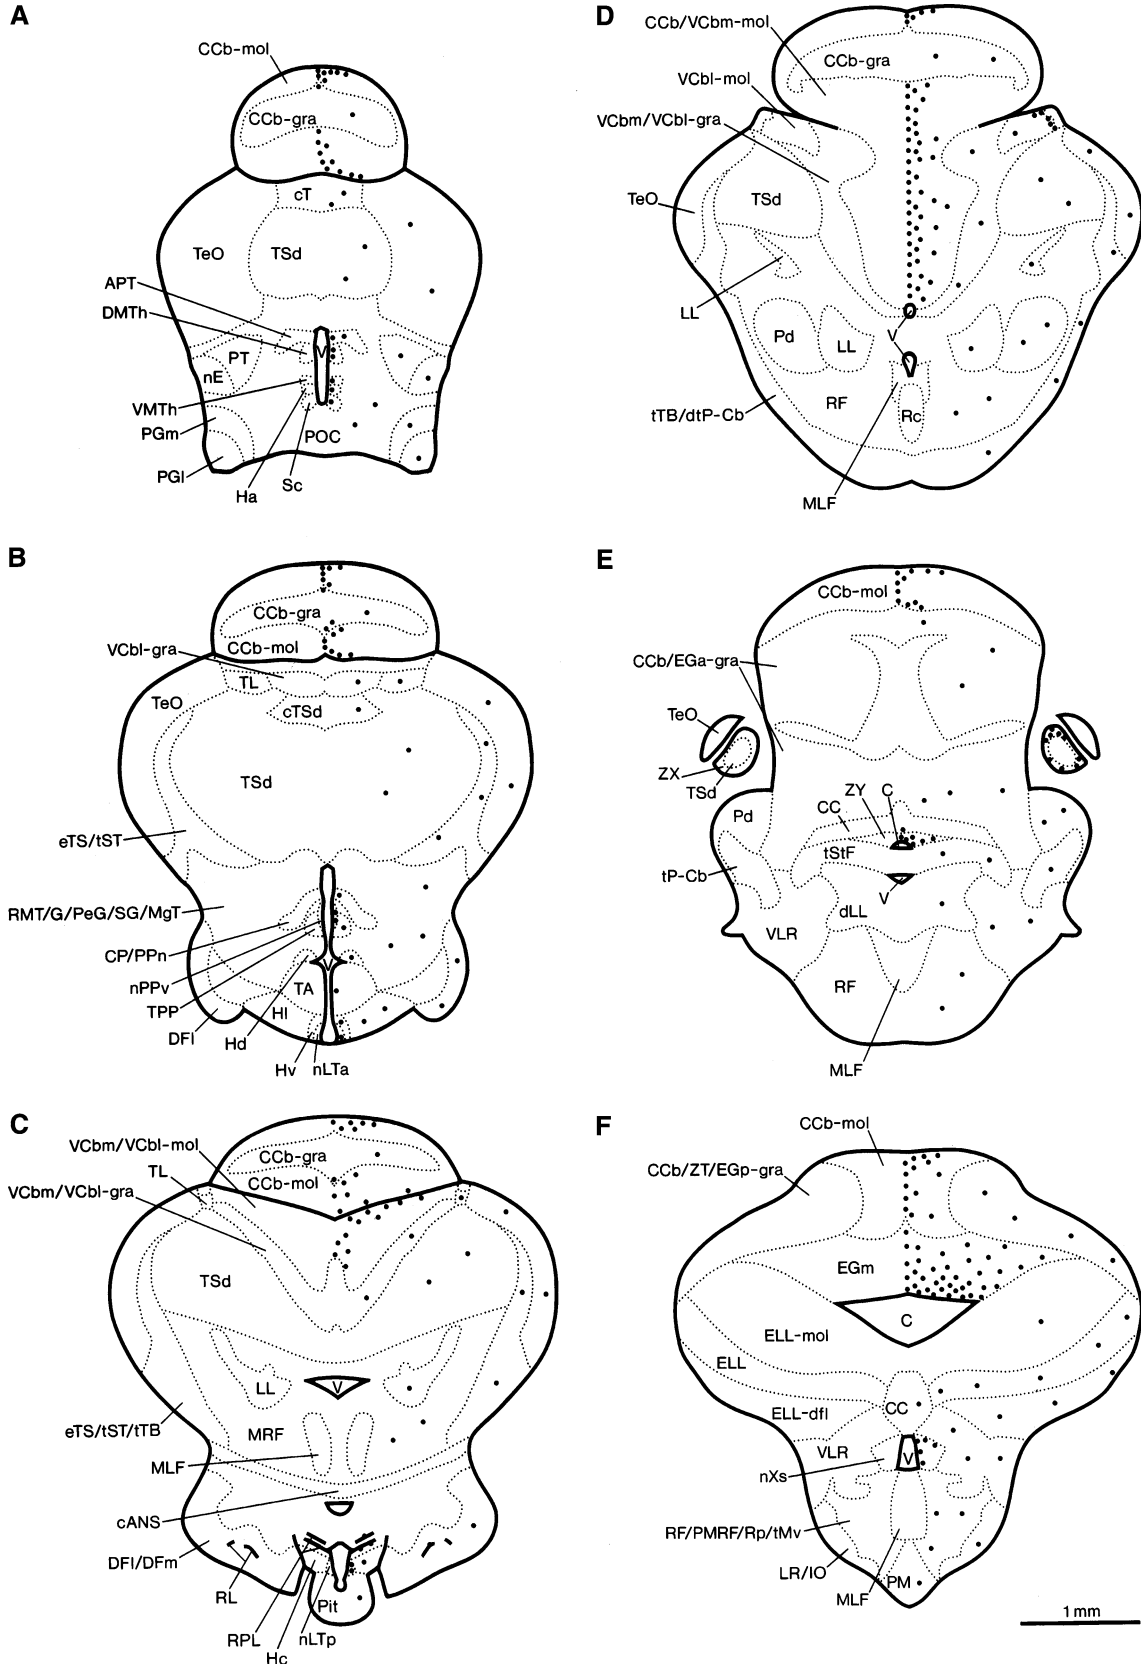 A
CCb-mol
CCb-gra
cT
TeO
TSd
APT
DMTh
V
PT
nE
VMTh
PGm
POC
PGl
Ha
Sc
B
CCb-gra
VCbl-gra
CCb-mol
TL
TeO
cTSd
TSd
eTS/tST
RMT/G/PeG/SG/MgT
CP/PPn
nPPv
V
TPP
TA
Hl
DFl
Hd
Hv
nLTa
C
VCbm/VCbl-mol
CCb-gra
TL
CCb-mol
VCbm/VCbl-gra
TSd
LL
V
eTS/tST/tTB
MRF
MLF
cANS
DFl/DFm
RL
Pit
RPL
nLTp
Hc
D
CCb/VCbm-mol
CCb-gra
VCbl-mol
VCbm/VCbl-gra
TeO
TSd
LL
Pd
LL
V
RF
Rc
tTB/dtP-Cb
MLF
E
CCb-mol
CCb/EGa-gra
TeO
ZX
TSd
ZY
C
CC
Pd
tStF
tP-Cb
V
dLL
VLR
RF
MLF
F
CCb-mol
CCb/ZT/EGp-gra
EGm
C
ELL-mol
ELL
ELL-dfl
CC
VLR
V
nXs
RF/PMRF/Rp/tMv
LR/IO
PM
MLF
1 mm